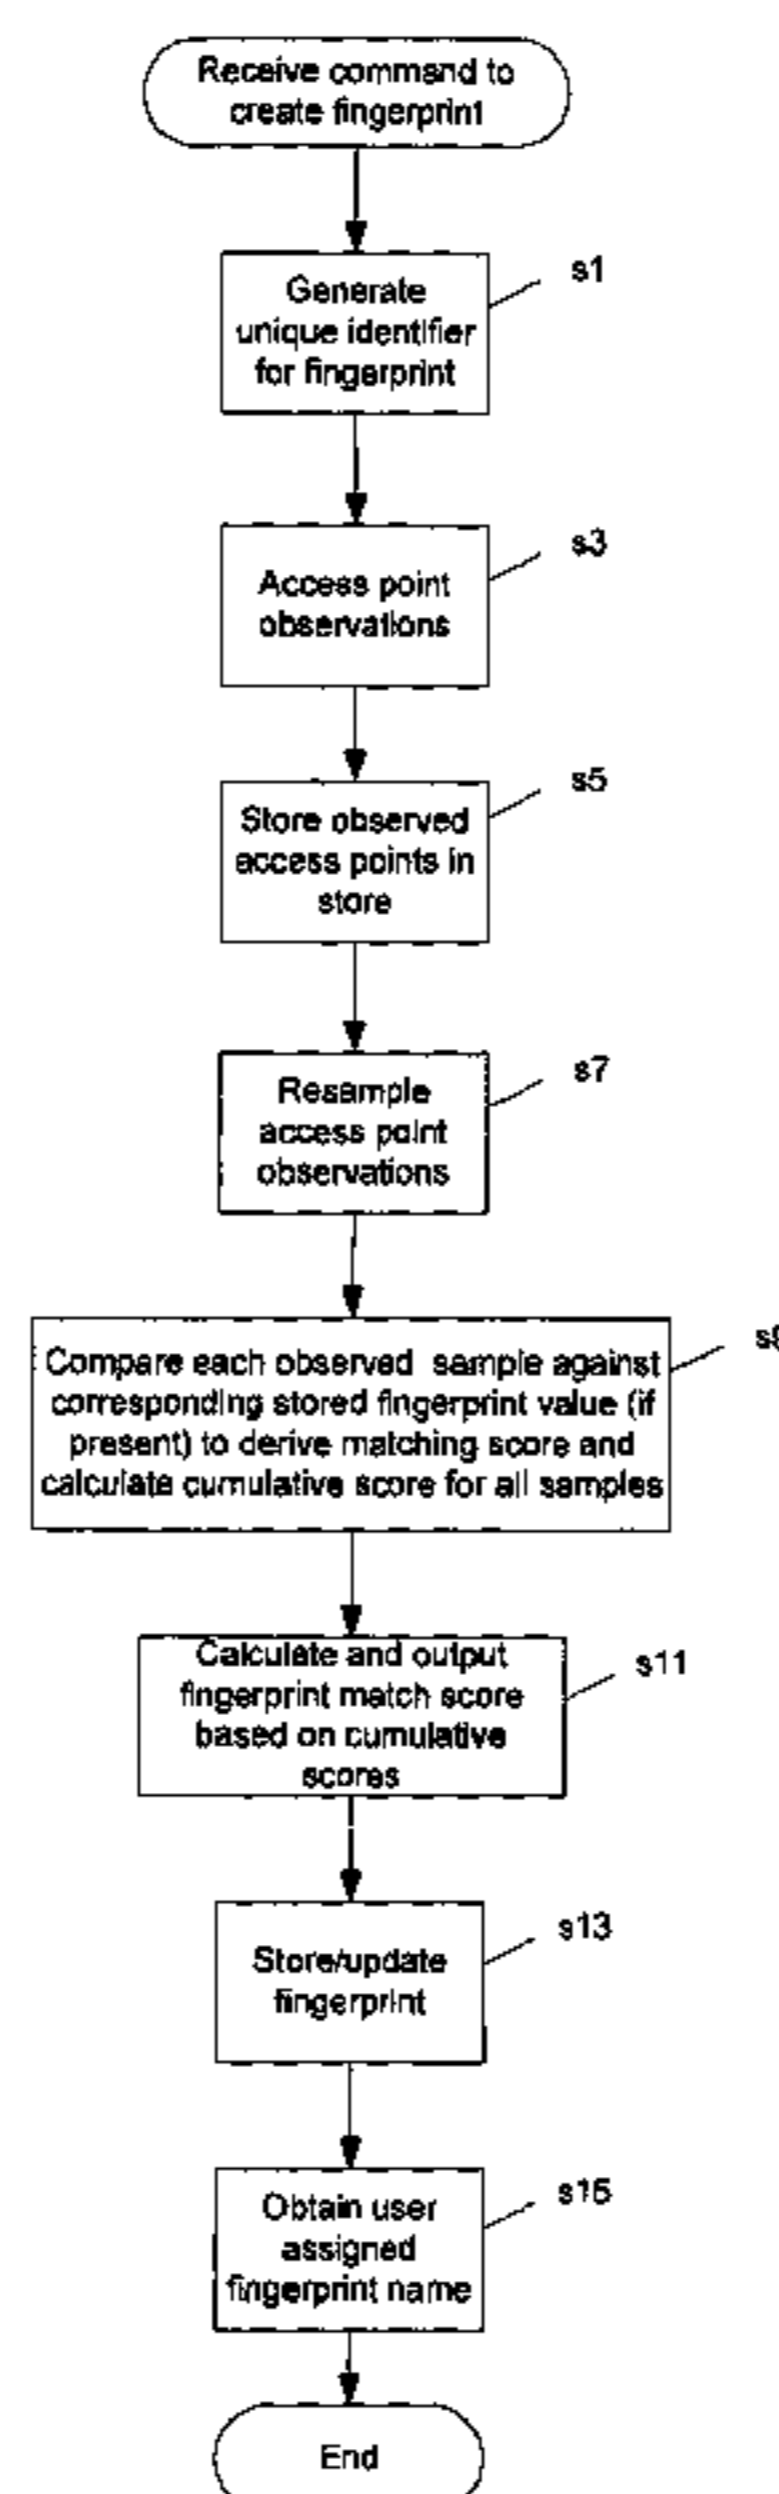 Receive command to
create fingerprint
s1
Generate
unique identifier
for fingerprint
s3
Access point
observations
s5
Store observed
access points in
store
s7
Resample
access point
observations
s9
Compare each observed sample against
corresponding stored fingerprint value (if
present) to derive matching score and
calculate cumulative score for all samples
s11
Calculate and output
fingerprint match score
based on cumulative
scores
s13
Store/update
fingerprint
s15
Obtain user
assigned
fingerprint name
End